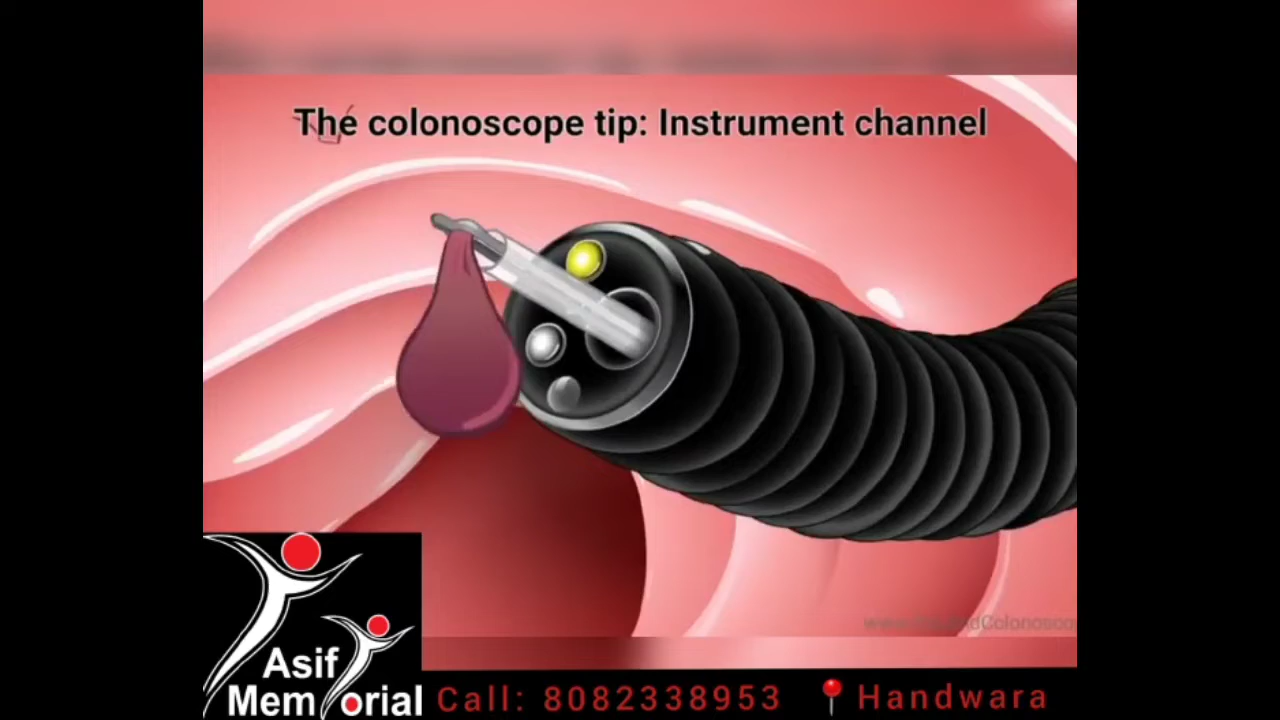 The colonoscope tip: Instrument channel
Asif
Memorial
Call: 8082338953 📍Handwara